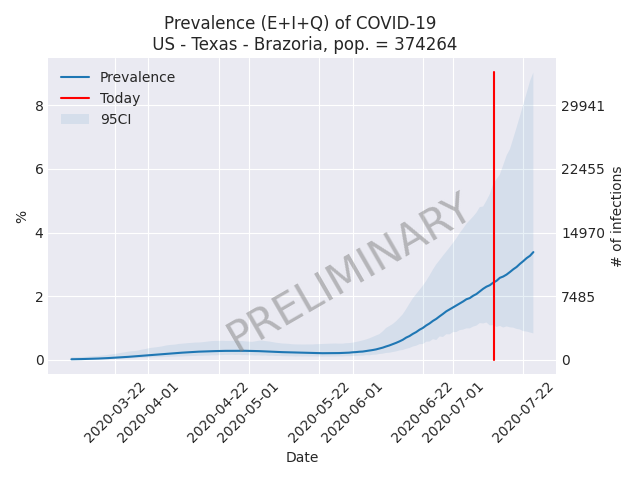 Prevalence (E+I+Q) of COVID-19
US - Texas - Brazoria, pop. = 374264
Prevalence
Today
95CI
8
6
4
2
0
%
29941
22455
14970
7485
0
# of infections
PRELIMINARY
2020-03-22
2020-04-01
2020-04-22
2020-05-01
2020-05-22
2020-06-01
2020-06-22
2020-07-01
2020-07-22
Date